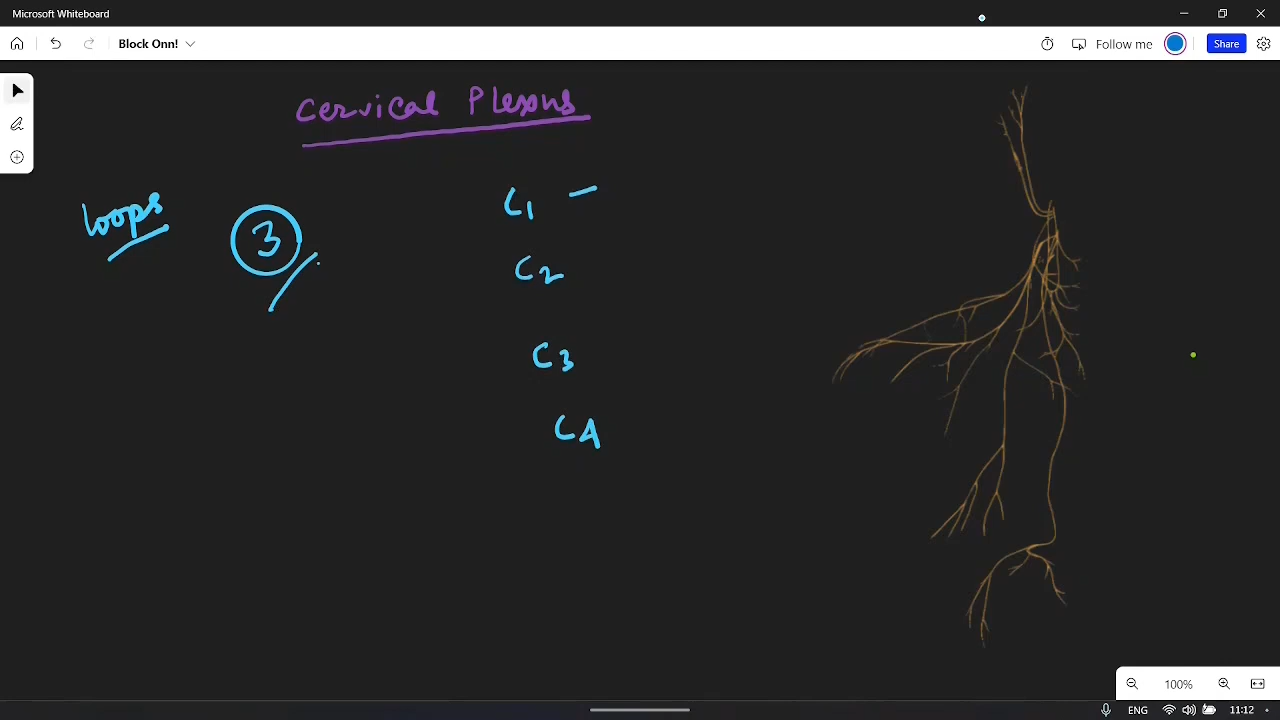 Microsoft Whiteboard
Block Onn!
Follow me
Share
Cervical Plexus
Loops
3
C1 -
C2
C3
C4
100%
ENG
11:12